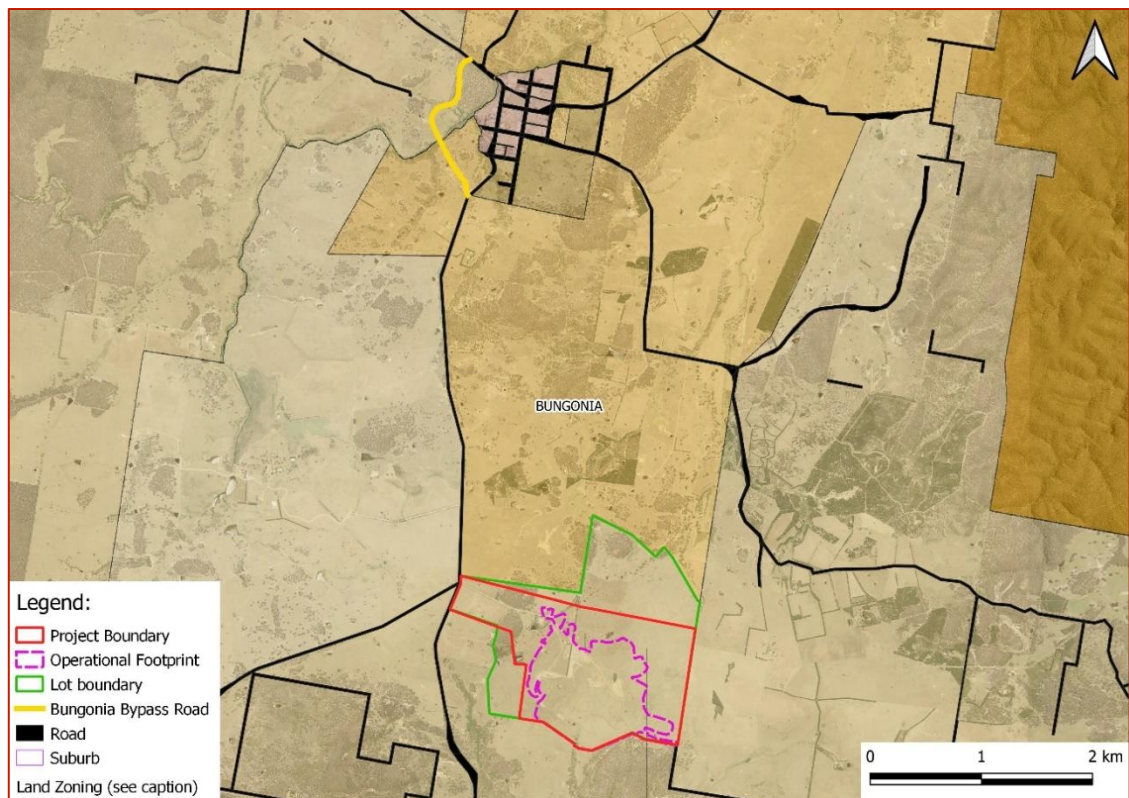 BUNGONIA
Legend:
Project Boundary
Operational Footprint
Lot boundary
Bungonia Bypass Road
Road
Suburb
Land Zoning (see caption)
0 1 2 km